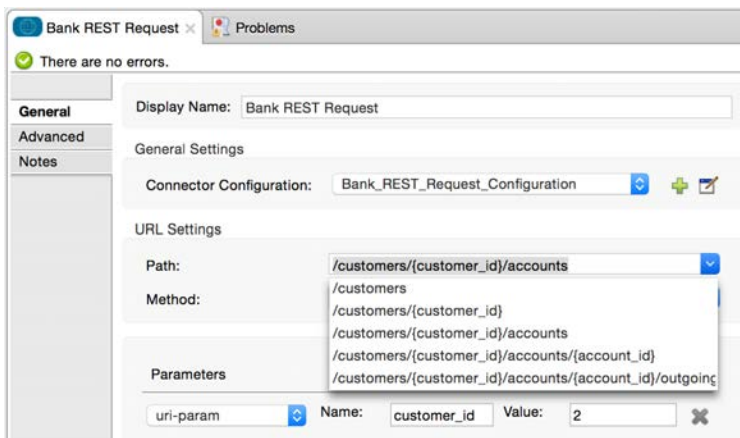 Bank REST Request
Problems
There are no errors.
General
Advanced
Notes
Display Name: Bank REST Request
General Settings
Connector Configuration: Bank_REST_Request_Configuration
URL Settings
Path: /customers/{customer_id}/accounts
Method:
/customers
/customers/{customer_id}
/customers/{customer_id}/accounts
/customers/{customer_id}/accounts/{account_id}
/customers/{customer_id}/accounts/{account_id}/outgoing
Parameters
uri-param Name: customer_id Value: 2